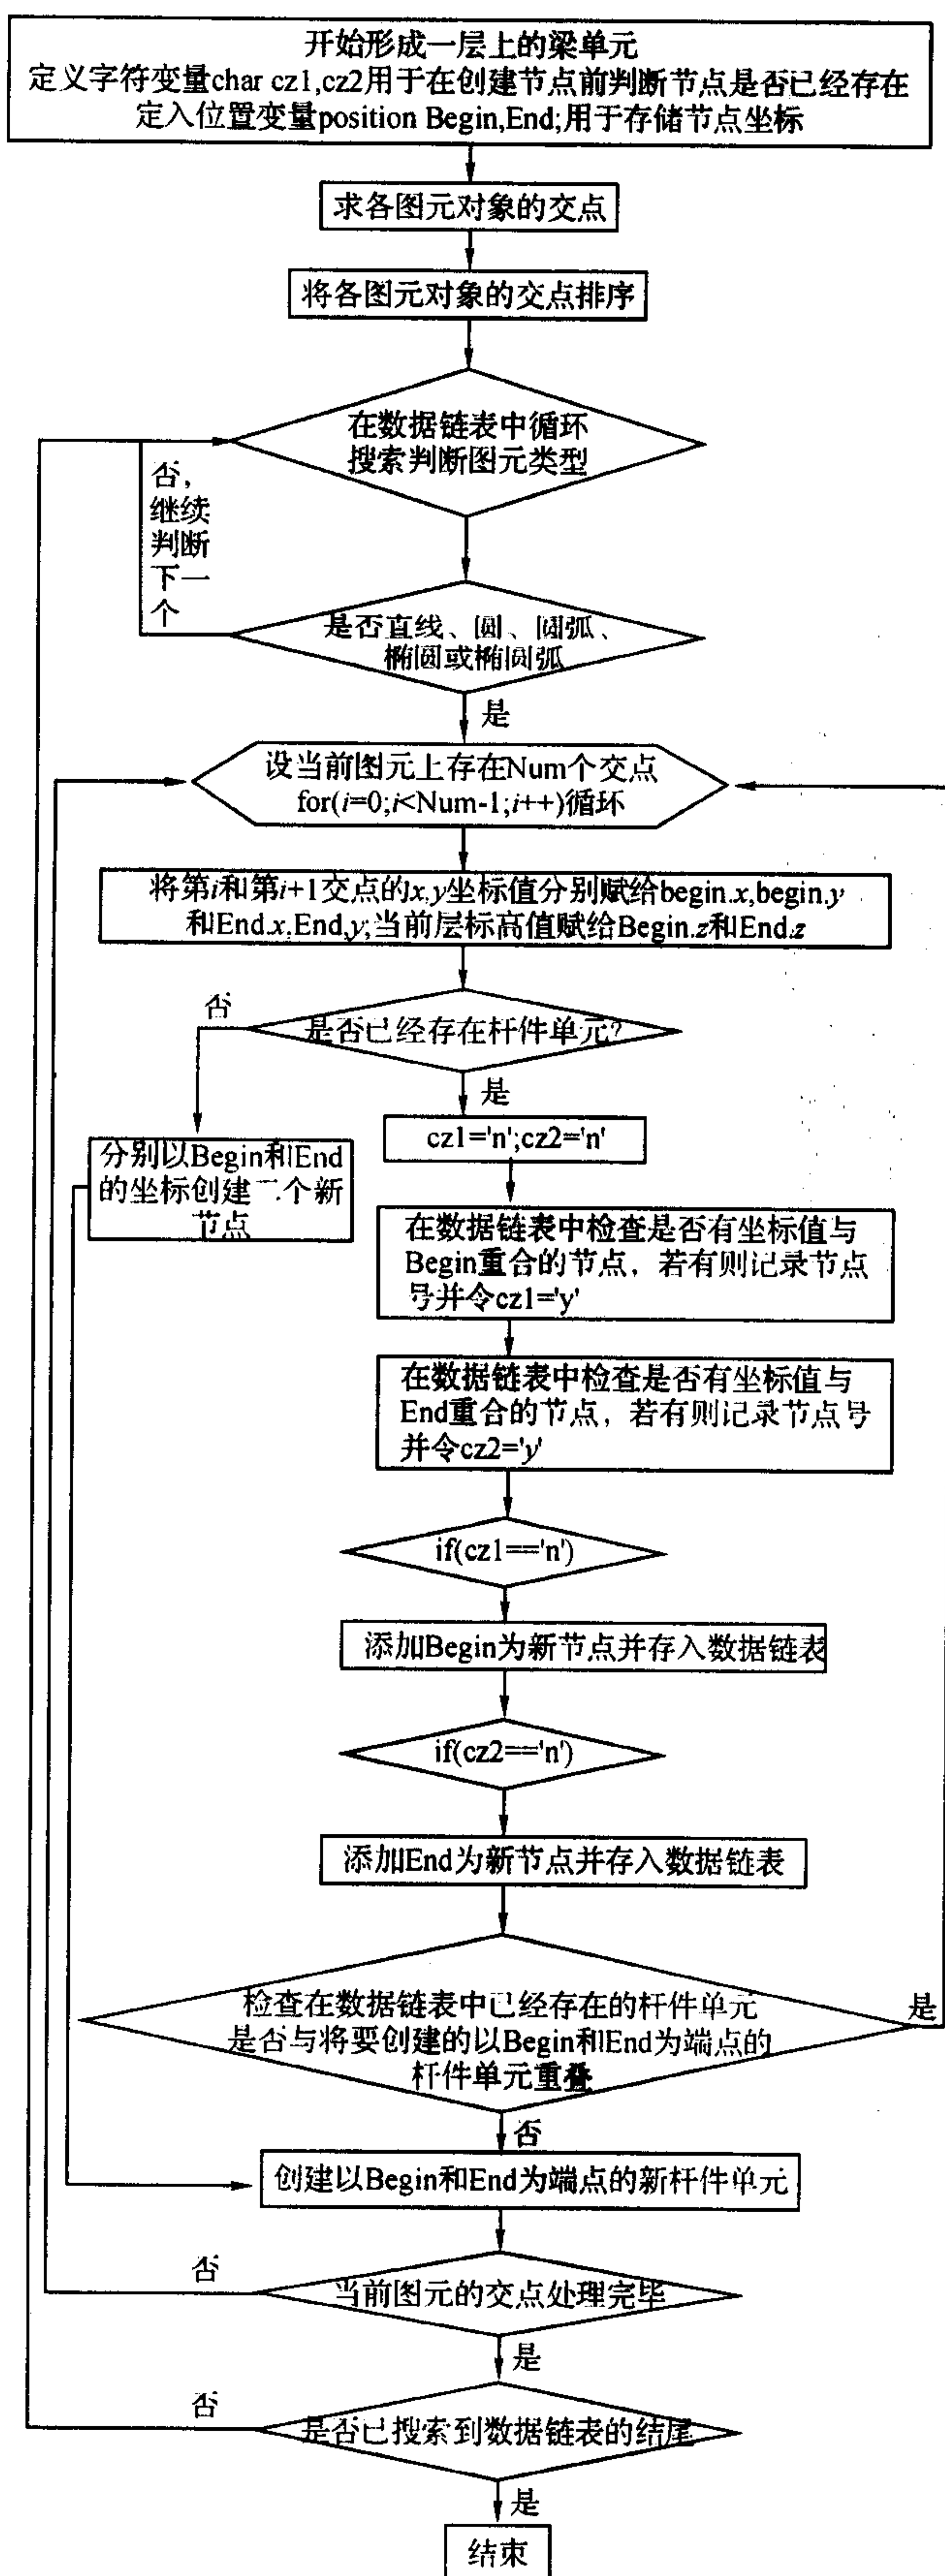 开始形成一层上的梁单元
定义字符变量char cz1,cz2用于在创建节点前判断节点是否已经存在
定入位置变量position Begin,End;用于存储节点坐标
求各图元对象的交点
将各图元对象的交点排序
在数据链表中循环
搜索判断图元类型
否,
继续
判断
下一
个
是否直线、圆、圆弧、
椭圆或椭圆弧
是
设当前图元上存在Num个交点
for(i=0;i<Num-1;i++)循环
将第i和第i+1交点的x,y坐标值分别赋给begin.x,begin.y
和End.x,End.y;当前层标高值赋给Begin.z和End.z
否
是否已经存在杆件单元?
是
cz1='n';cz2='n'
分别以Begin和End
的坐标创建二个新
节点
在数据链表中检查是否有坐标值与
Begin重合的节点，若有则记录节点
号并令cz1='y'
在数据链表中检查是否有坐标值与
End重合的节点，若有则记录节点号
并令cz2='y'
if(cz1=='n')
添加Begin为新节点并存入数据链表
if(cz2=='n')
添加End为新节点并存入数据链表
检查在数据链表中已经存在的杆件单元
是否与将要创建的以Begin和End为端点的
杆件单元重叠
是
否
创建以Begin和End为端点的新杆件单元
否
当前图元的交点处理完毕
是
否
是否已搜索到数据链表的结尾
是
结束